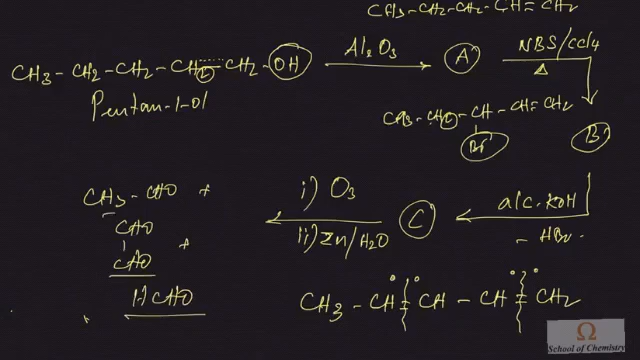 CH3-CH2-CH2-CH=CH2
CH3-CH2-CH2-CH-CH2-OH
H
Al2O3
A
NBS/CCl4
Δ
Pentan-1-ol
CH3-CH2-CH-CH=CH2
Br
B
CH3-CHO +
CHO
CHO +
HCHO
i) O3
ii) Zn/H2O
C
alc. KOH
- HBr
CH3-CH=CH-CH=CH2
Ω
School of Chemistry